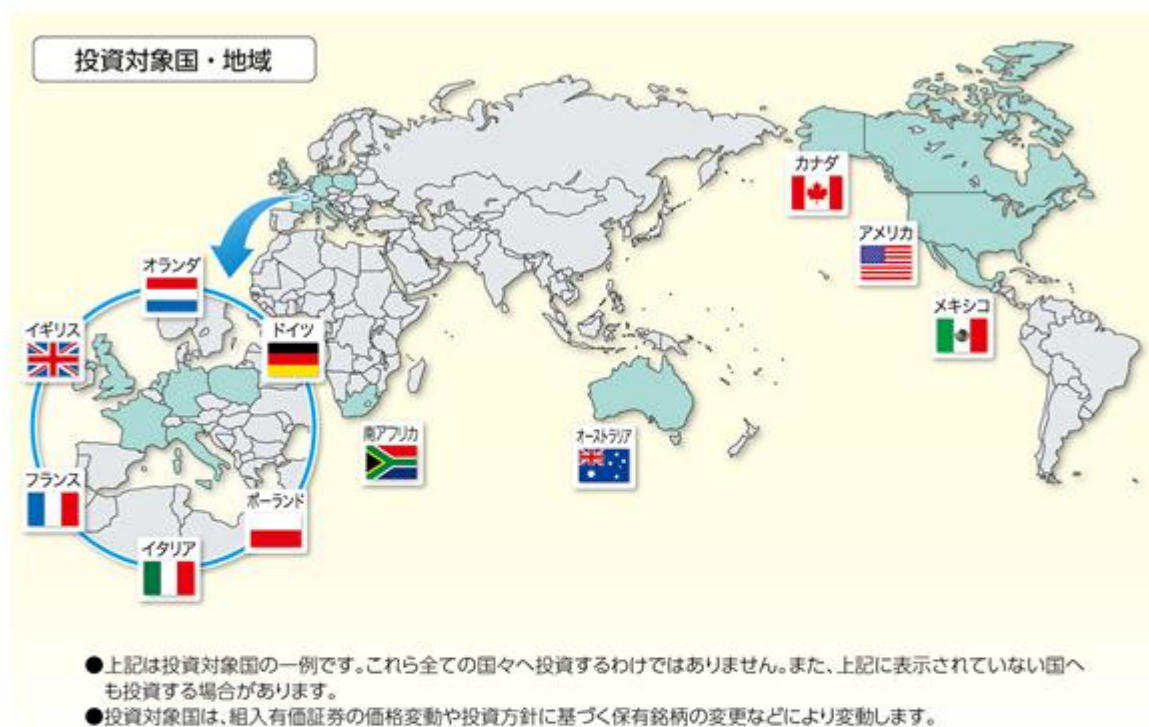 投資対象国・地域
カナダ
アメリカ
オランダ
メキシコ
イギリス
ドイツ
南アフリカ
オーストラリア
フランス
ポーランド
イタリア
●上記は投資対象国の一例です。これら全ての国々へ投資するわけではありません。また、上記に表示されていない国へ
も投資する場合があります。
●投資対象国は、組入有価証券の価格変動や投資方針に基づく保有銘柄の変更などにより変動します。